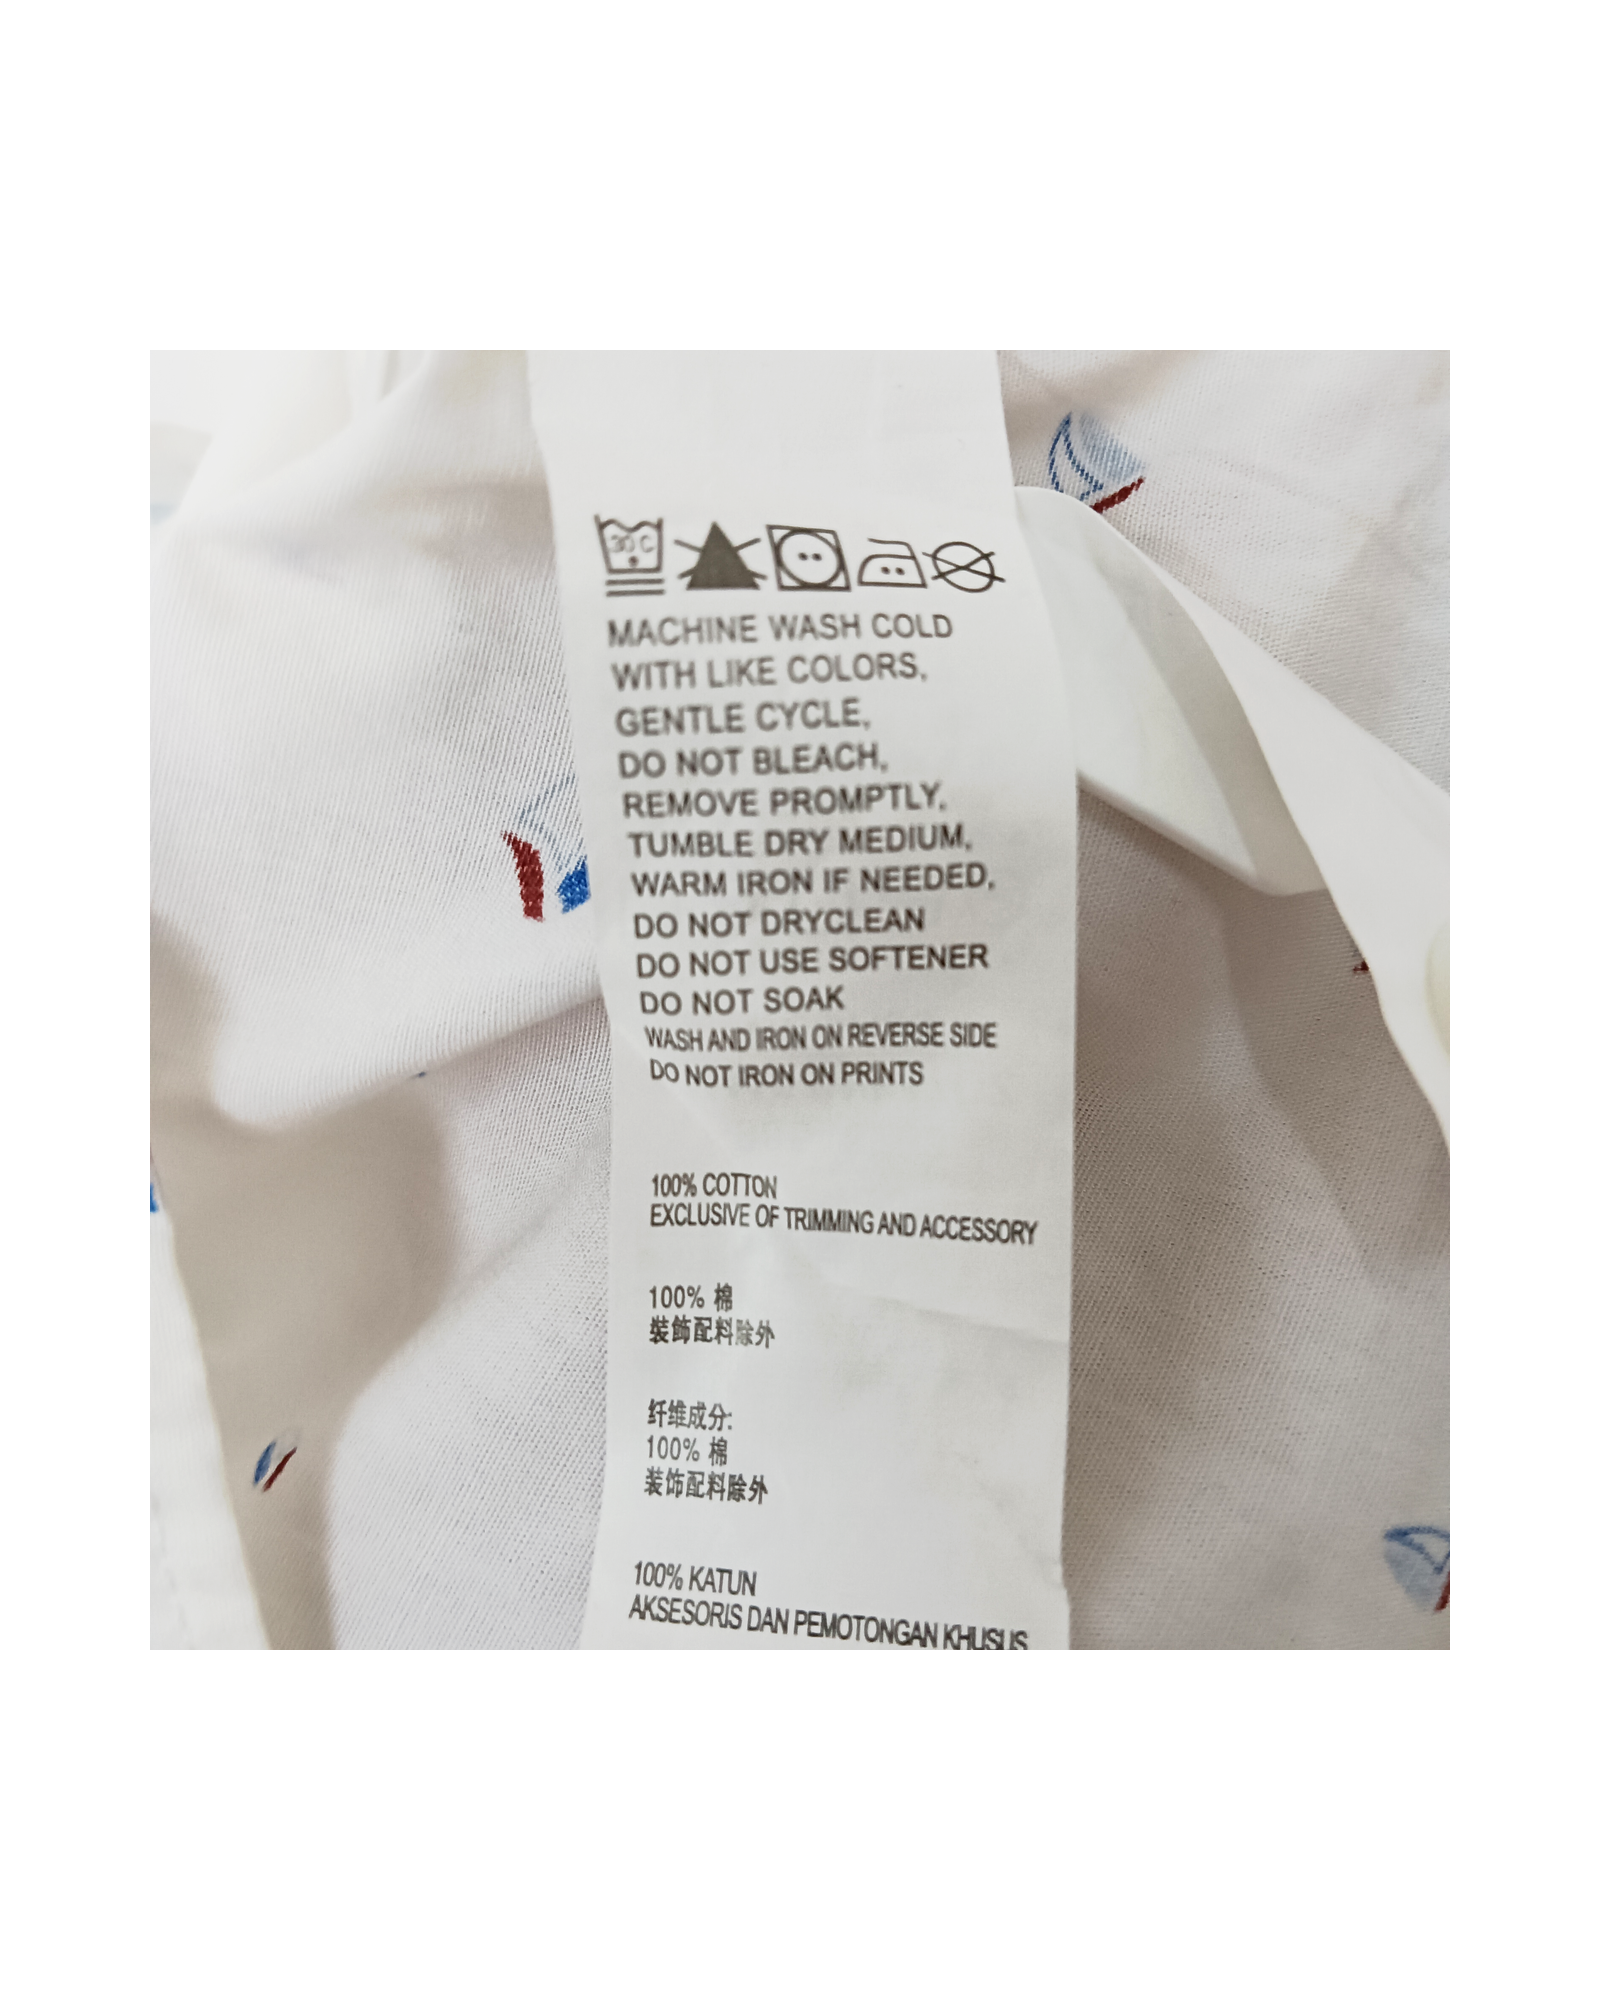 30 C
MACHINE WASH COLD
WITH LIKE COLORS,
GENTLE CYCLE,
DO NOT BLEACH,
REMOVE PROMPTLY,
TUMBLE DRY MEDIUM,
WARM IRON IF NEEDED,
DO NOT DRYCLEAN
DO NOT USE SOFTENER
DO NOT SOAK
WASH AND IRON ON REVERSE SIDE
DO NOT IRON ON PRINTS
100% COTTON
EXCLUSIVE OF TRIMMING AND ACCESSORY
100% 棉
裝飾配料除外
纤维成分:
100% 棉
装饰配料除外
100% KATUN
AKSESORIS DAN PEMOTONGAN KHUSUS